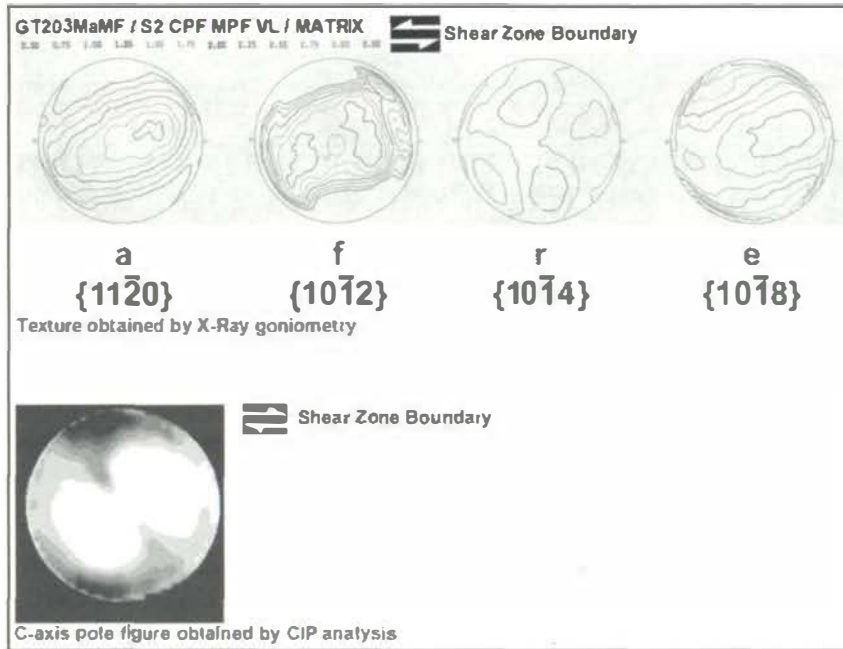 GT203MaMF / S2 CPF MPF VL / MATRIX
Shear Zone Boundary
a f r e
{112̄0} {101̄2} {101̄4} {101̄8}
Texture obtained by X-Ray goniometry
Shear Zone Boundary
C-axis pole figure obtained by CIP analysis